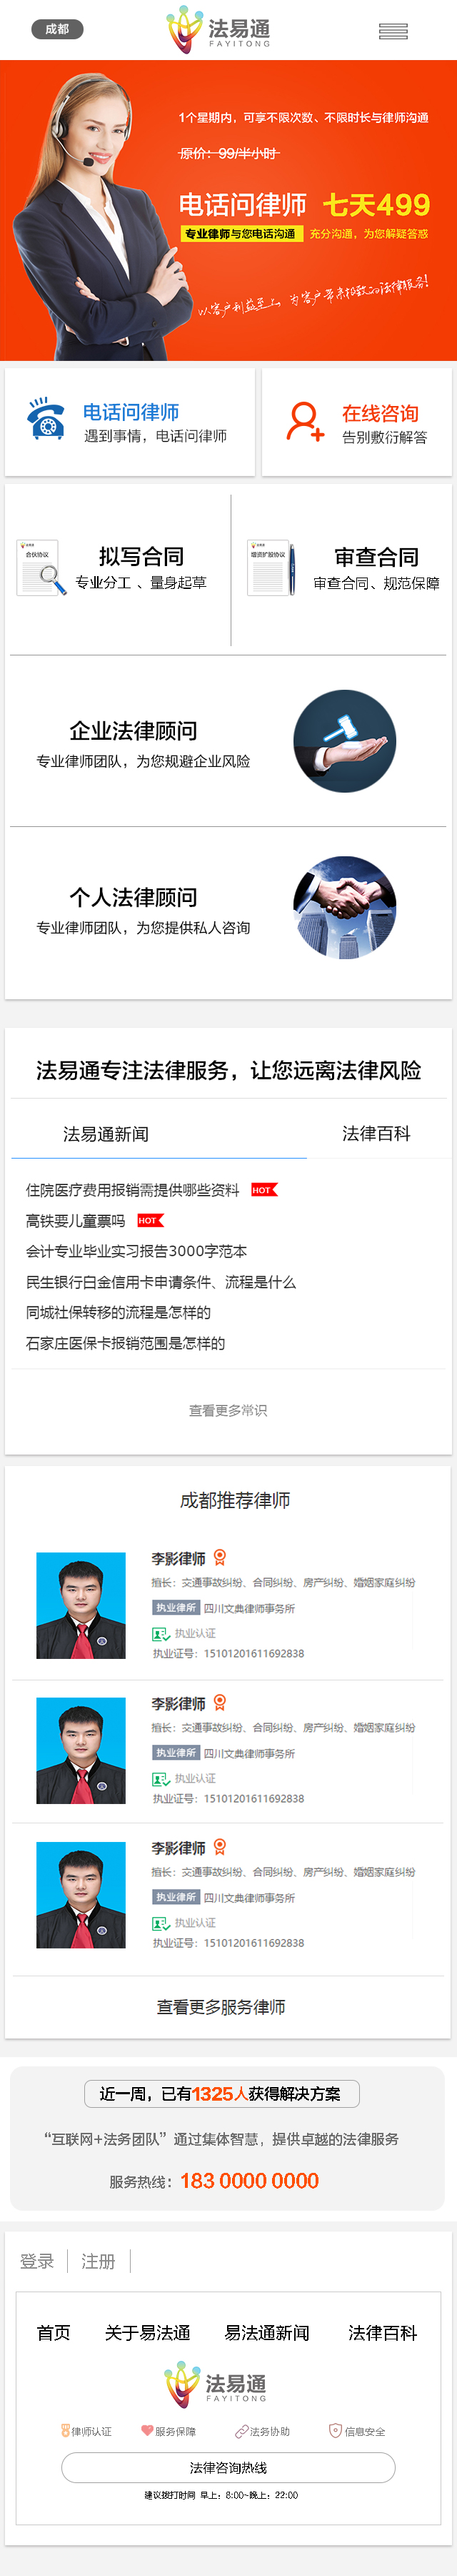 成都
法易通
FAYITONG
1个星期内，可享不限次数、不限时长与律师沟通
原价：99/半小时
电话问律师 七天499
专业律师与您电话沟通 充分沟通，为您解疑答惑
以客户利益至上，为客户带来极致的法律服务!
电话问律师
遇到事情，电话问律师
在线咨询
告别敷衍解答
法易通
合伙协议
拟写合同
专业分工 、量身起草
法易通
增资扩股协议
审查合同
审查合同、规范保障
企业法律顾问
专业律师团队，为您规避企业风险
个人法律顾问
专业律师团队，为您提供私人咨询
法易通专注法律服务，让您远离法律风险
法易通新闻 法律百科
住院医疗费用报销需提供哪些资料 HOT
高铁要儿童票吗 HOT
会计专业毕业实习报告3000字范本
民生银行白金信用卡申请条件、流程是什么
同城社保转移的流程是怎样的
石家庄医保卡报销范围是怎样的
查看更多常识
成都推荐律师
李影律师
擅长：交通事故纠纷、合同纠纷、房产纠纷、婚姻家庭纠纷
执业律所 四川文典律师事务所
执业认证
执业证号：15101201611692838
李影律师
擅长：交通事故纠纷、合同纠纷、房产纠纷、婚姻家庭纠纷
执业律所 四川文典律师事务所
执业认证
执业证号：15101201611692838
李影律师
擅长：交通事故纠纷、合同纠纷、房产纠纷、婚姻家庭纠纷
执业律所 四川文典律师事务所
执业认证
执业证号：15101201611692838
查看更多服务律师
近一周，已有1325人获得解决方案
“互联网+法务团队”通过集体智慧，提供卓越的法律服务
服务热线：183 0000 0000
登录 注册
首页 关于易法通 易法通新闻 法律百科
法易通
FAYITONG
律师认证 服务保障 法务协助 信息安全
法律咨询热线
建议拨打时间 早上：8:00~晚上：22:00